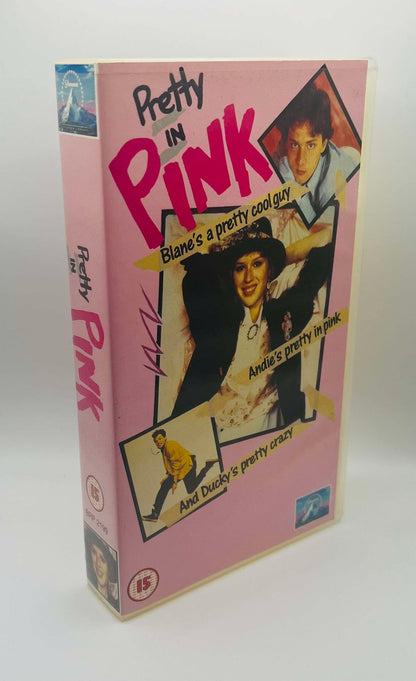 Pretty
IN
PINK
Blane's a pretty cool guy
Andie's pretty in pink
And Ducky's pretty crazy
15
Pretty
IN
PINK
15
Paramount